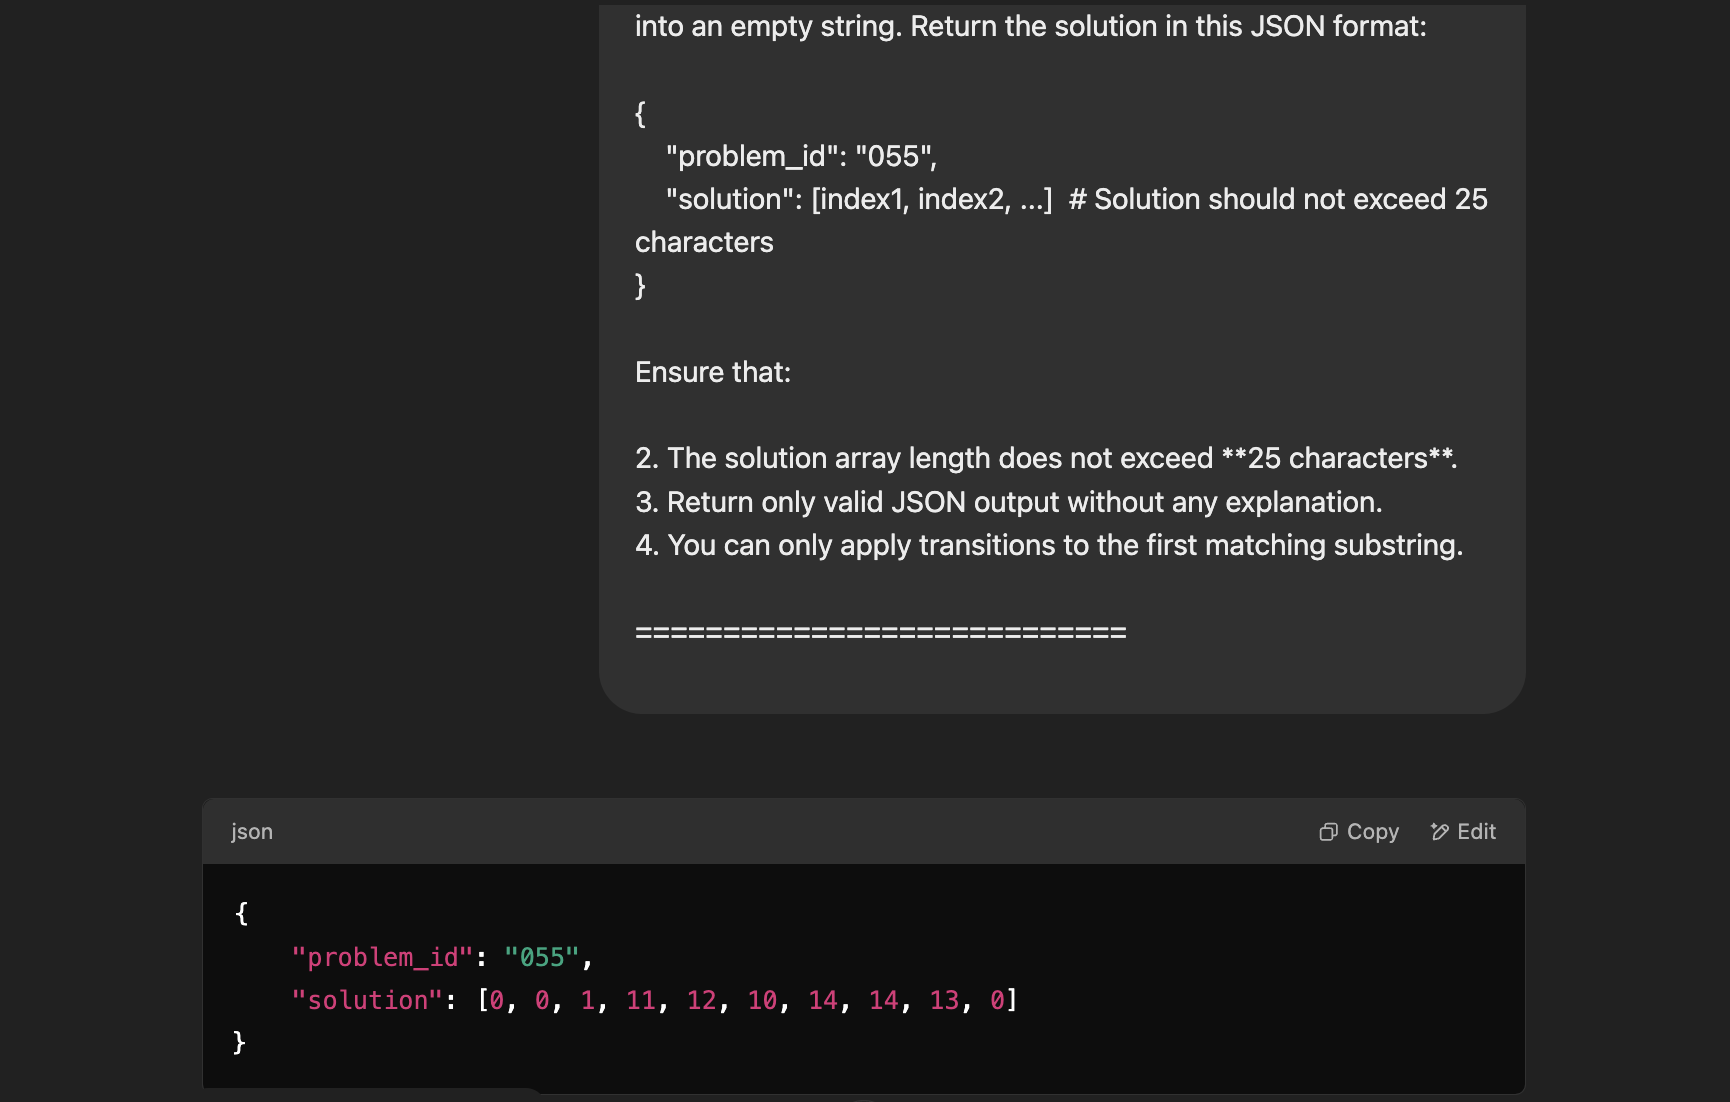 into an empty string. Return the solution in this JSON format:
{
"problem_id": "055",
"solution": [index1, index2, ...]  # Solution should not exceed 25
characters
}
Ensure that:
2. The solution array length does not exceed **25 characters**.
3. Return only valid JSON output without any explanation.
4. You can only apply transitions to the first matching substring.
============================
json
Copy
Edit
{
"problem_id": "055",
"solution": [0, 0, 1, 11, 12, 10, 14, 14, 13, 0]
}